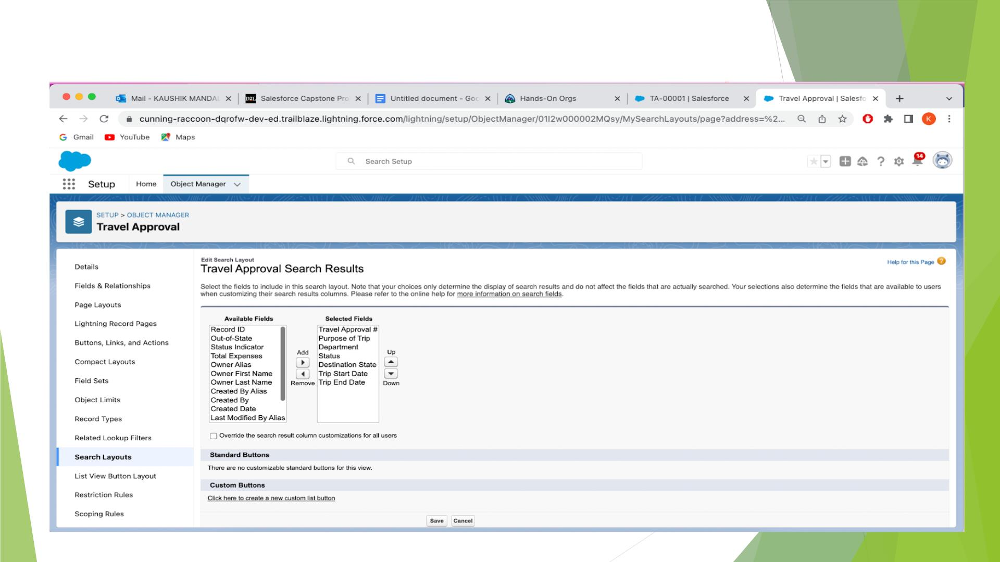 Mail - KAUSHIK MANDAL
D2L Salesforce Capstone Pro
Untitled document - Goo
Hands-On Orgs
TA-00001 | Salesforce
Travel Approval | Salesfo
cunning-raccoon-dqrofw-dev-ed.trailblaze.lightning.force.com/lightning/setup/ObjectManager/01I2w000002MQsy/MySearchLayouts/page?address=%2...
K
Gmail YouTube Maps
Search Setup
14
Setup Home Object Manager
SETUP > OBJECT MANAGER
Travel Approval
Details
Fields & Relationships
Page Layouts
Lightning Record Pages
Buttons, Links, and Actions
Compact Layouts
Field Sets
Object Limits
Record Types
Related Lookup Filters
Search Layouts
List View Button Layout
Restriction Rules
Scoping Rules
Edit Search Layout
Travel Approval Search Results
Help for this Page ?
Select the fields to include in this search layout. Note that your choices only determine the display of search results and do not affect the fields that are actually searched. Your selections also determine the fields that are available to users
when customizing their search results columns. Please refer to the online help for more information on search fields.
Available Fields
Record ID
Out-of-State
Status Indicator
Total Expenses
Owner Alias
Owner First Name
Owner Last Name
Created By Alias
Created By
Created Date
Last Modified By Alias
Add
Remove
Selected Fields
Travel Approval #
Purpose of Trip
Department
Status
Destination State
Trip Start Date
Trip End Date
Up
Down
Override the search result column customizations for all users
Standard Buttons
There are no customizable standard buttons for this view.
Custom Buttons
Click here to create a new custom list button
Save Cancel